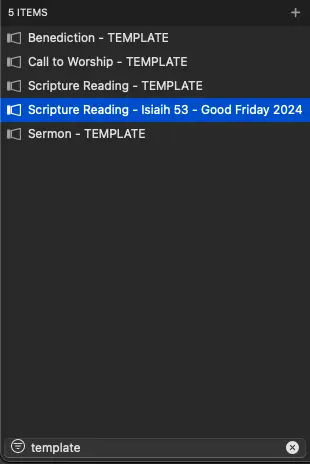 5 ITEMS +
Benediction - TEMPLATE
Call to Worship - TEMPLATE
Scripture Reading - TEMPLATE
Scripture Reading - Isiaih 53 - Good Friday 2024
Sermon - TEMPLATE
template